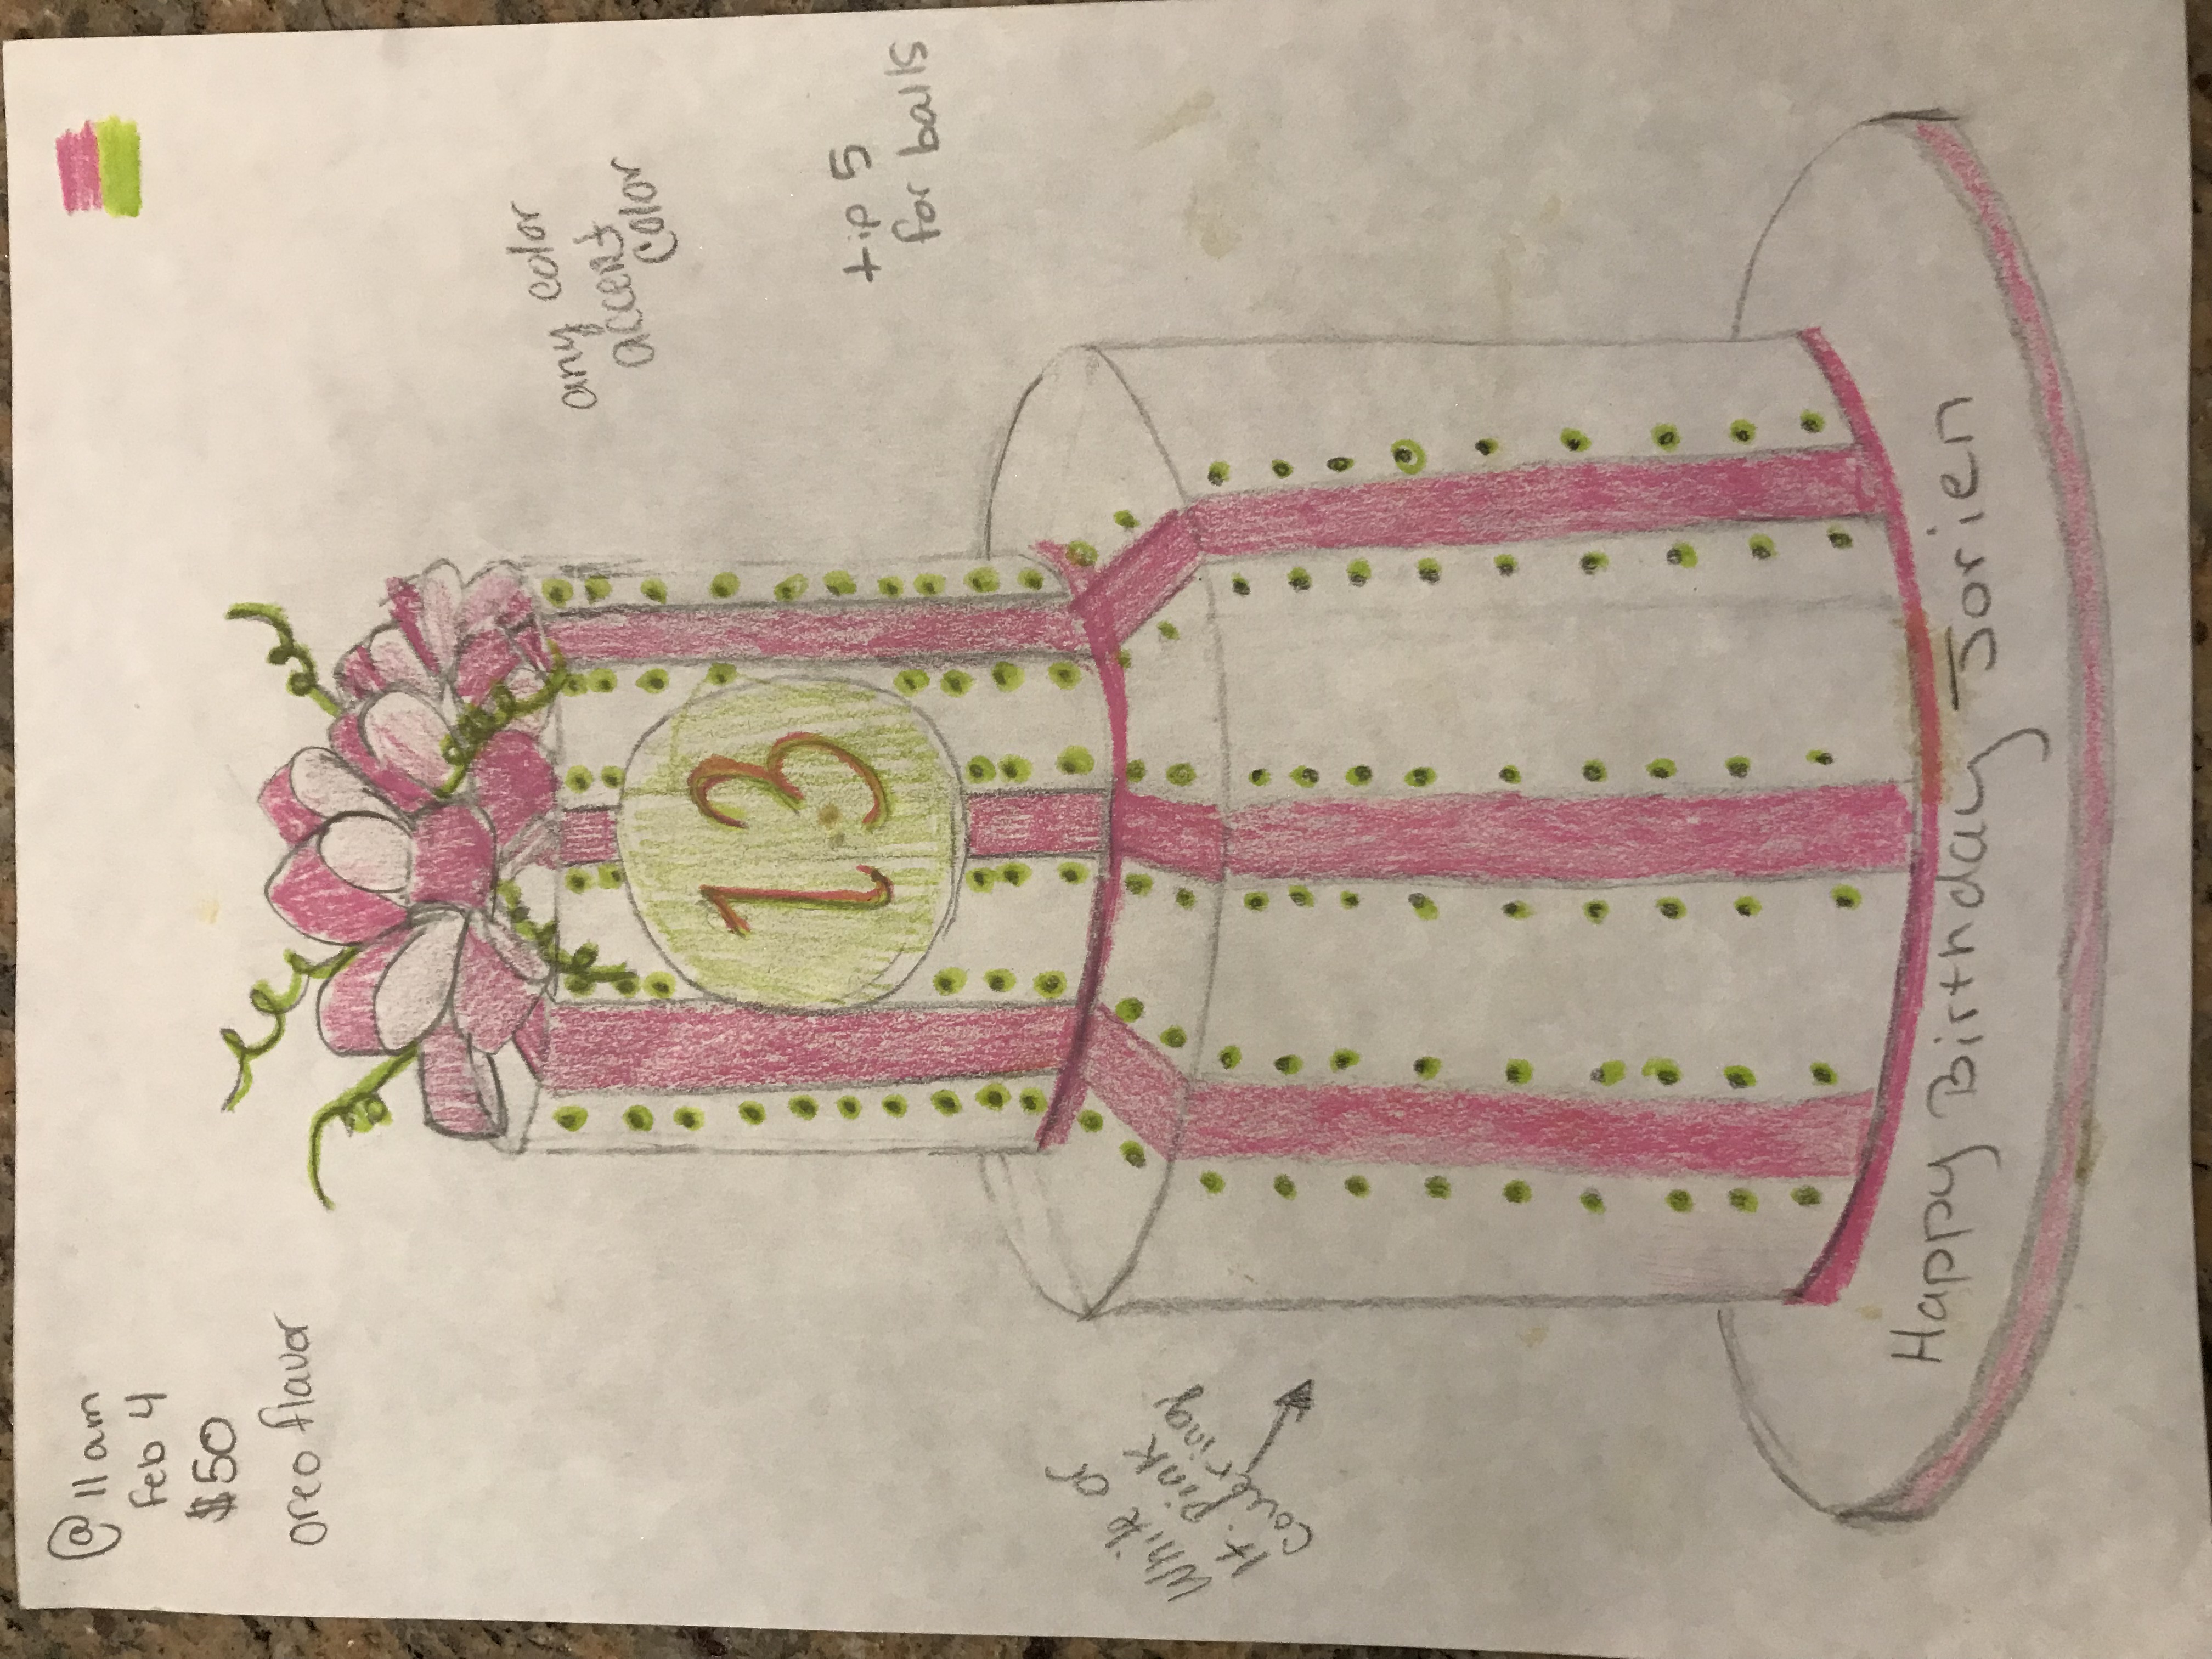 @ 11 am
Feb 4
$50
oreo flavor
any color
accent
color
13
tip 5
for balls
White or
lt. pink
covering
Happy Birthday Jorien